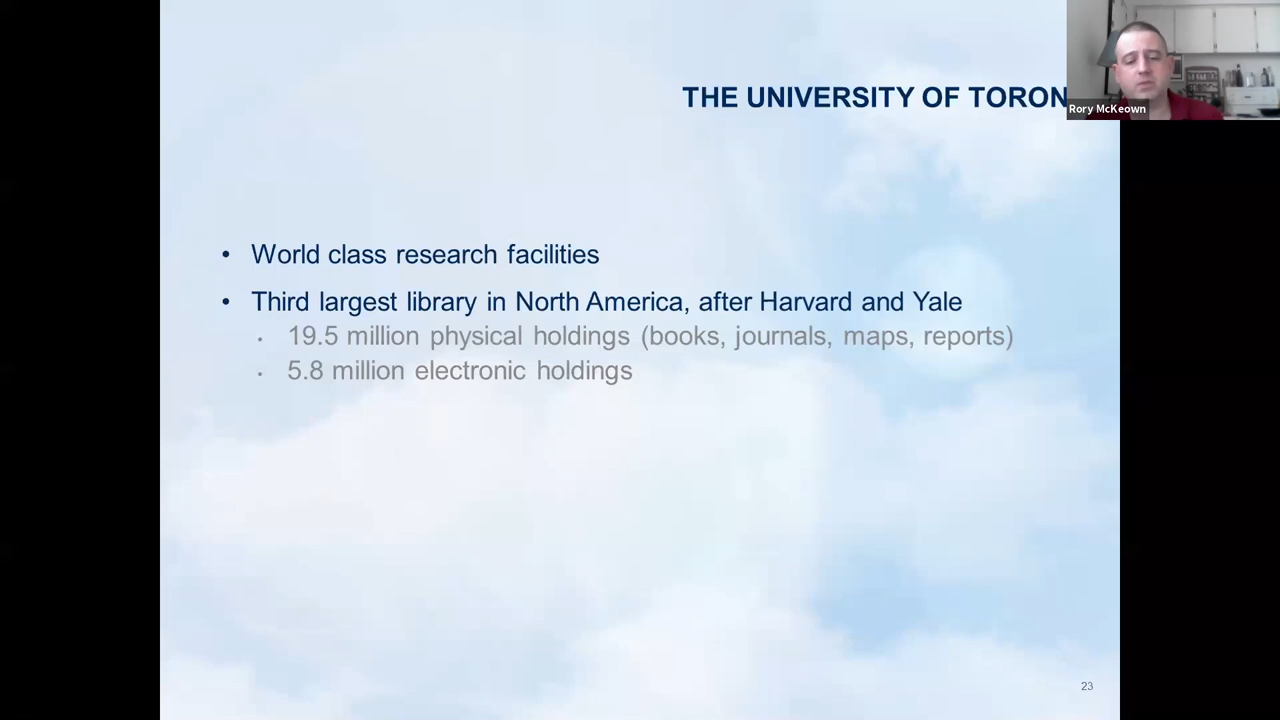 THE UNIVERSITY OF TORON
Rory McKeown
• World class research facilities
• Third largest library in North America, after Harvard and Yale
• 19.5 million physical holdings (books, journals, maps, reports)
• 5.8 million electronic holdings
23